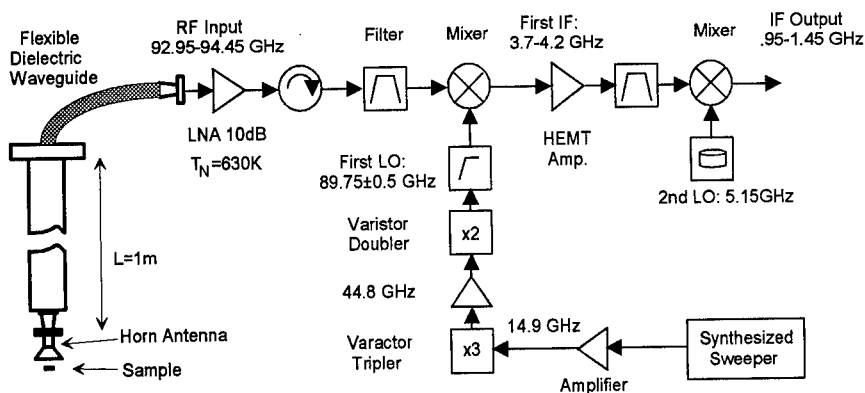 Flexible
Dielectric
Waveguide
RF Input
92.95-94.45 GHz
LNA 10dB
T_N=630K
Filter
Mixer
First IF:
3.7-4.2 GHz
HEMT
Amp.
Mixer
IF Output
.95-1.45 GHz
2nd LO: 5.15GHz
First LO:
89.75±0.5 GHz
Varistor
Doubler
x2
44.8 GHz
Varactor
Tripler
x3
14.9 GHz
Amplifier
Synthesized
Sweeper
L=1m
Horn Antenna
Sample